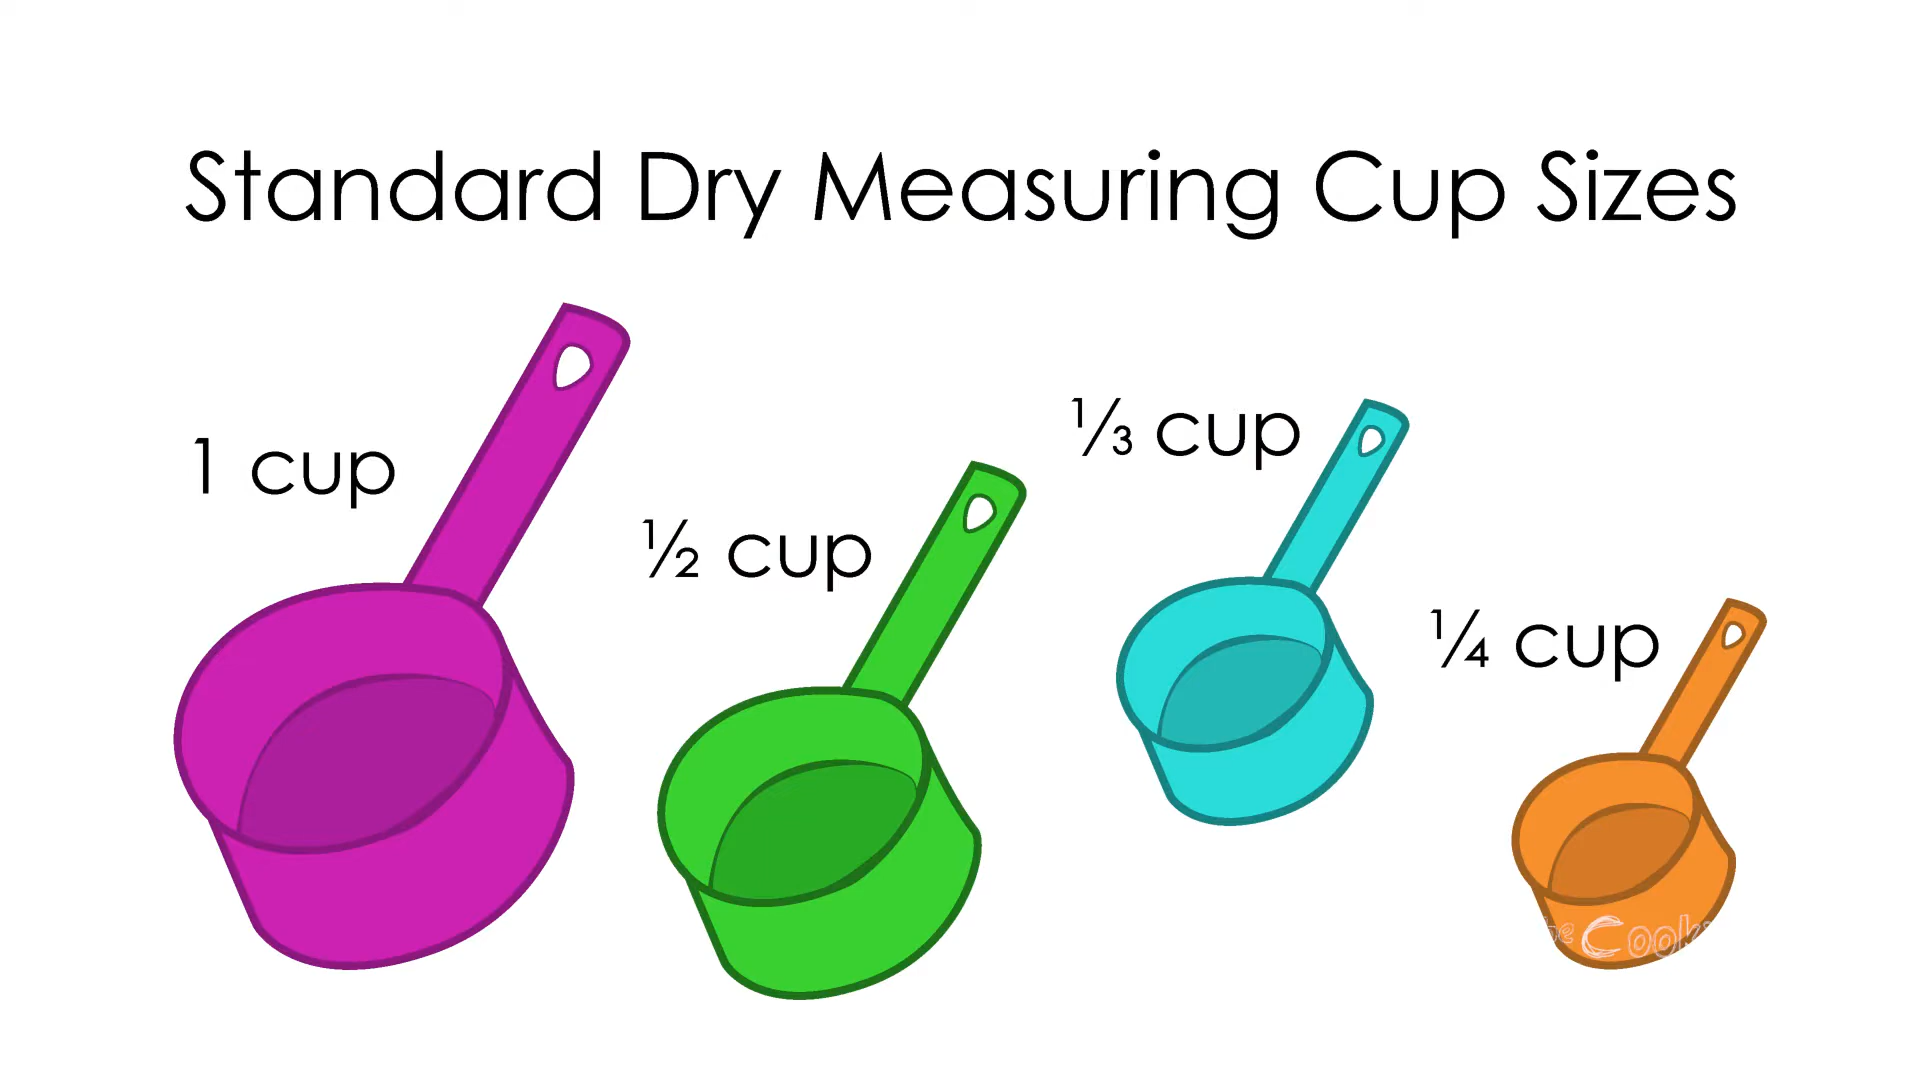 Standard Dry Measuring Cup Sizes
1 cup
½ cup
⅓ cup
¼ cup